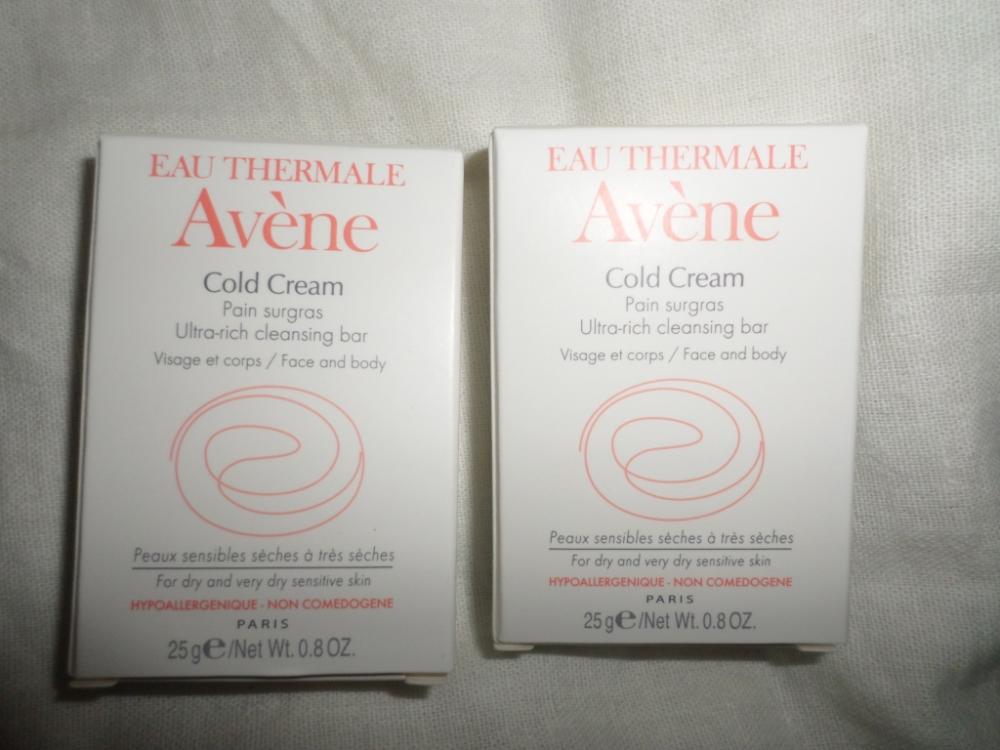 EAU THERMALE
Avène
Cold Cream
Pain surgras
Ultra-rich cleansing bar
Visage et corps / Face and body
Peaux sensibles sèches à très sèches
For dry and very dry sensitive skin
HYPOALLERGENIQUE - NON COMEDOGENE
PARIS
25 g e/Net Wt. 0.8 OZ.
EAU THERMALE
Avène
Cold Cream
Pain surgras
Ultra-rich cleansing bar
Visage et corps / Face and body
Peaux sensibles sèches à très sèches
For dry and very dry sensitive skin
HYPOALLERGENIQUE - NON COMEDOGENE
PARIS
25 g e/Net Wt. 0.8 OZ.